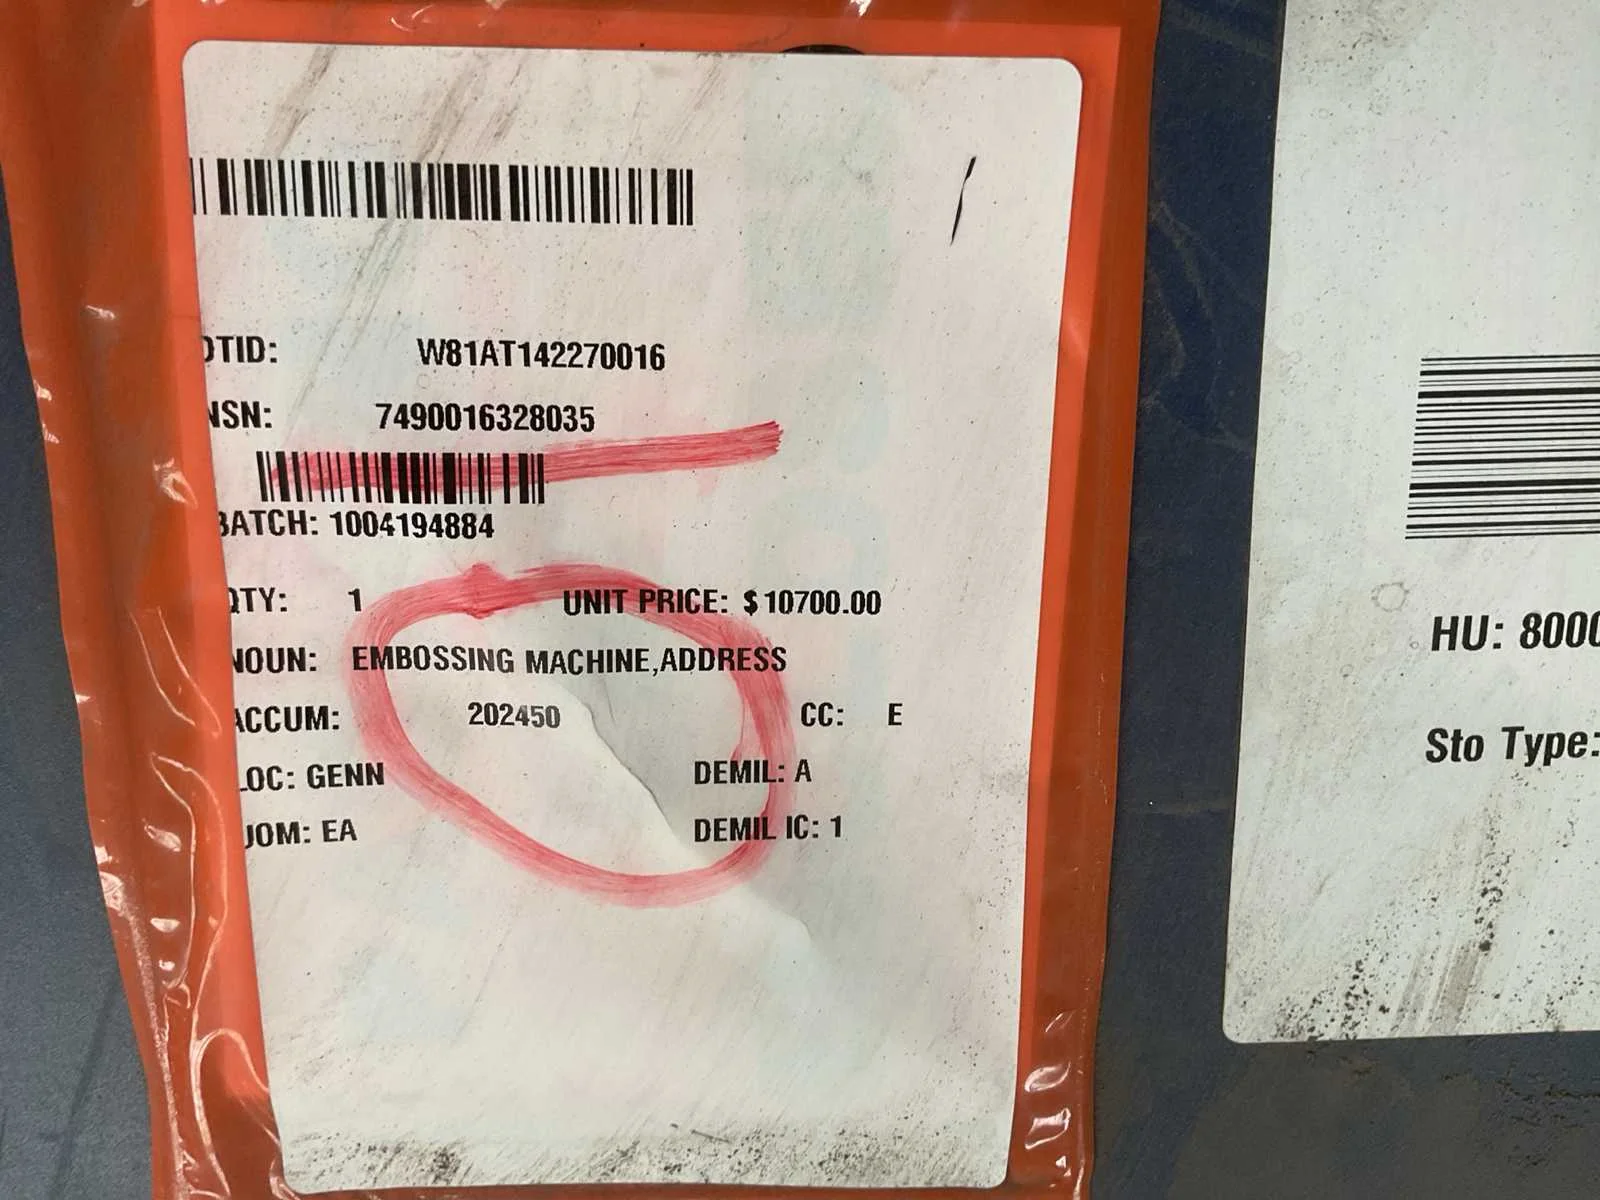 DTID: W81AT142270016
NSN: 7490016328035
BATCH: 1004194884
QTY: 1 UNIT PRICE: $10700.00
NOUN: EMBOSSING MACHINE,ADDRESS
ACCUM: 202450 CC: E
LOC: GENN DEMIL: A
UOM: EA DEMIL IC: 1
HU: 8000
Sto Type: